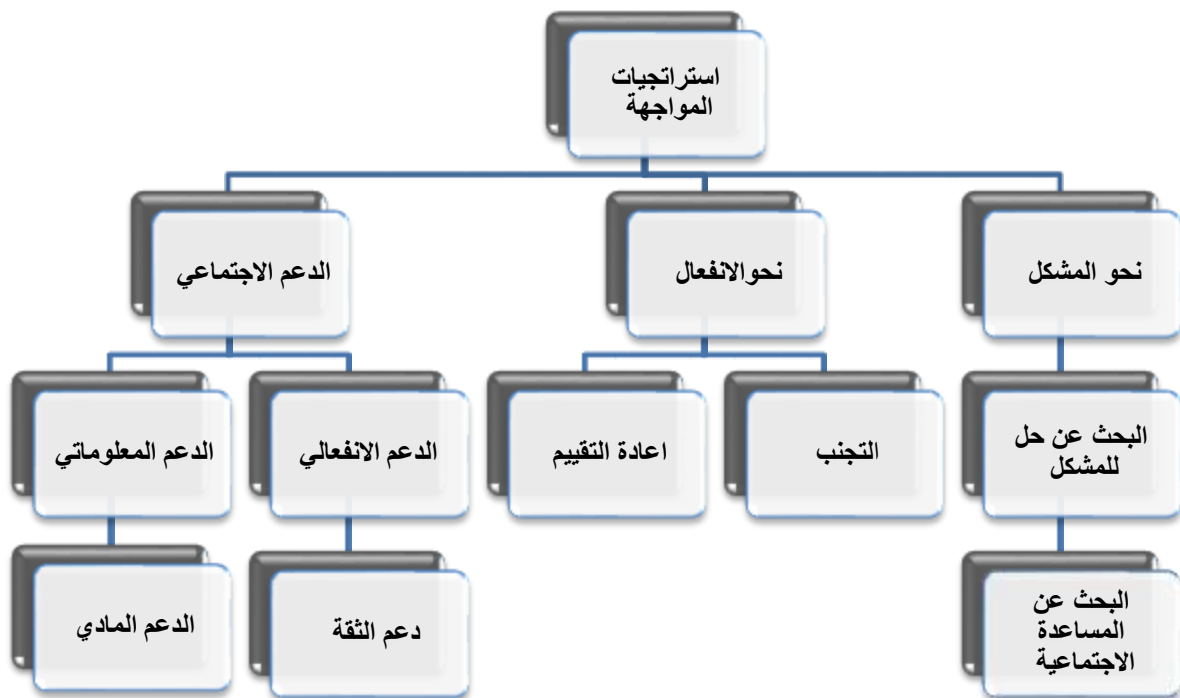 استراتجيات
المواجهة
نحو المشكل
نحوالانفعال
الدعم الاجتماعي
البحث عن حل
للمشكل
التجنب
اعادة التقييم
الدعم الانفعالي
الدعم المعلوماتي
البحث عن
المساعدة
الاجتماعية
دعم الثقة
الدعم المادي